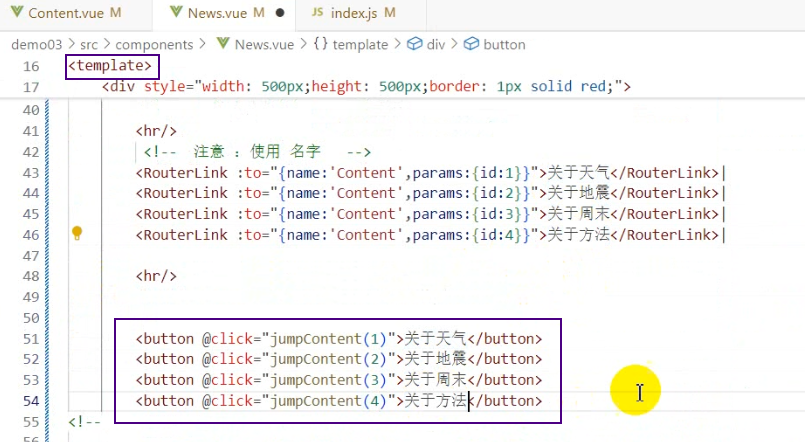 Content.vue M News.vue M ● JS index.js M
demo03 > src > components > News.vue > {} template > div > button
16 <template>
17 <div style="width: 500px;height: 500px;border: 1px solid red;">
40
41 <hr/>
42 <!-- 注意 : 使用 名字 -->
43 <RouterLink :to="{name:'Content',params:{id:1}}">关于天气</RouterLink>|
44 <RouterLink :to="{name:'Content',params:{id:2}}">关于地震</RouterLink>|
45 <RouterLink :to="{name:'Content',params:{id:3}}">关于周末</RouterLink>|
46 <RouterLink :to="{name:'Content',params:{id:4}}">关于方法</RouterLink>|
47
48 <hr/>
49
50
51 <button @click="jumpContent(1)">关于天气</button>
52 <button @click="jumpContent(2)">关于地震</button>
53 <button @click="jumpContent(3)">关于周末</button>
54 <button @click="jumpContent(4)">关于方法</button>
55 <!--